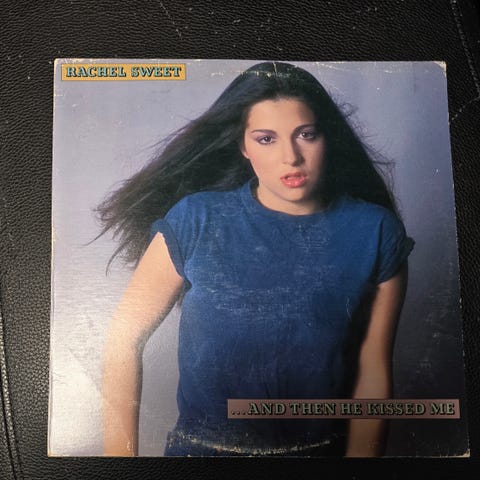 RACHEL SWEET
...AND THEN HE KISSED ME